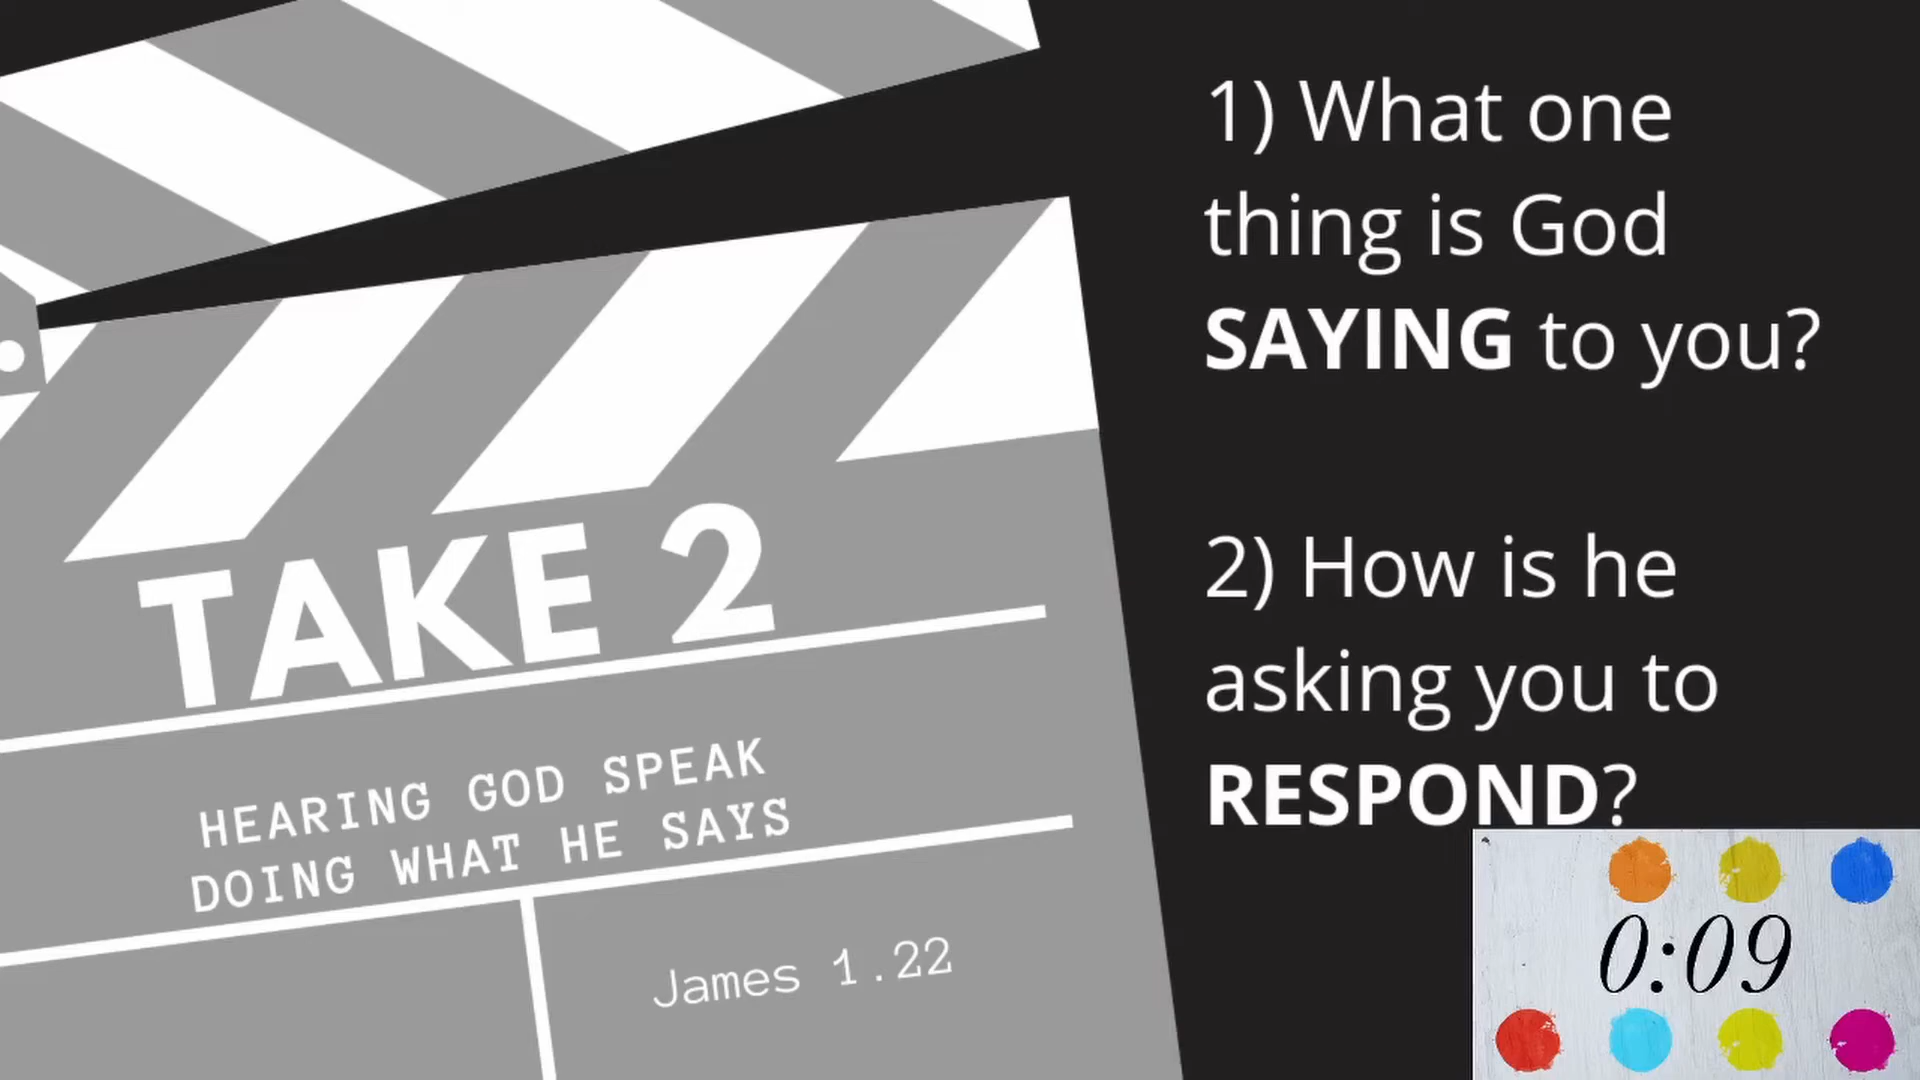 TAKE 2
HEARING GOD SPEAK
DOING WHAT HE SAYS
James 1.22
1) What one
thing is God
SAYING to you?
2) How is he
asking you to
RESPOND?
0:09